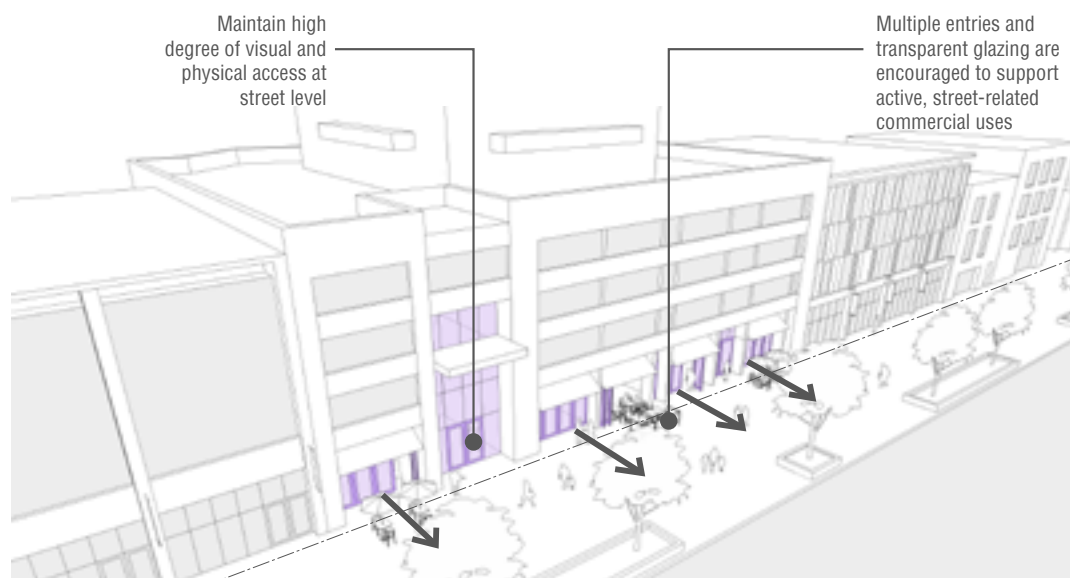 Maintain high
degree of visual and
physical access at
street level
Multiple entries and
transparent glazing are
encouraged to support
active, street-related
commercial uses